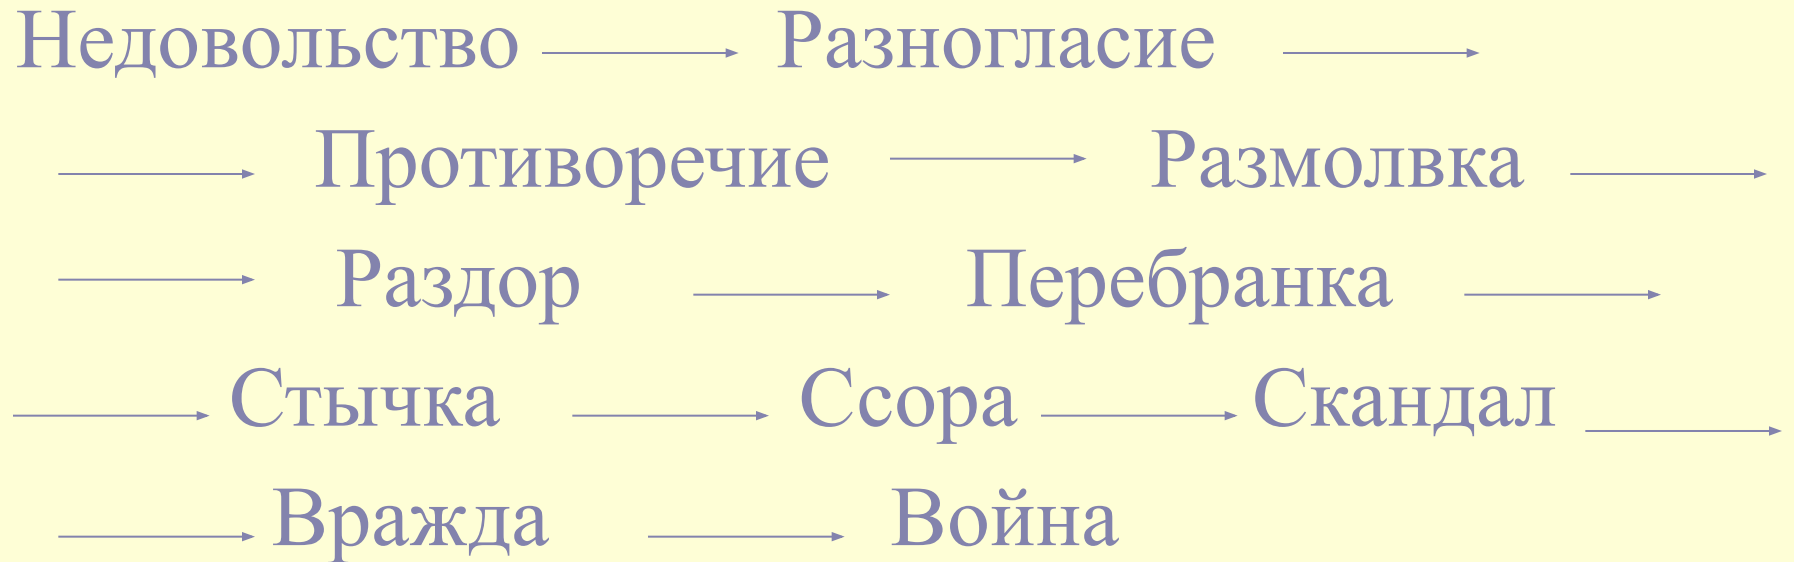 Недовольство Разногласие
Противоречие Размолвка
Раздор Перебранка
Стычка Ссора Скандал
Вражда Война